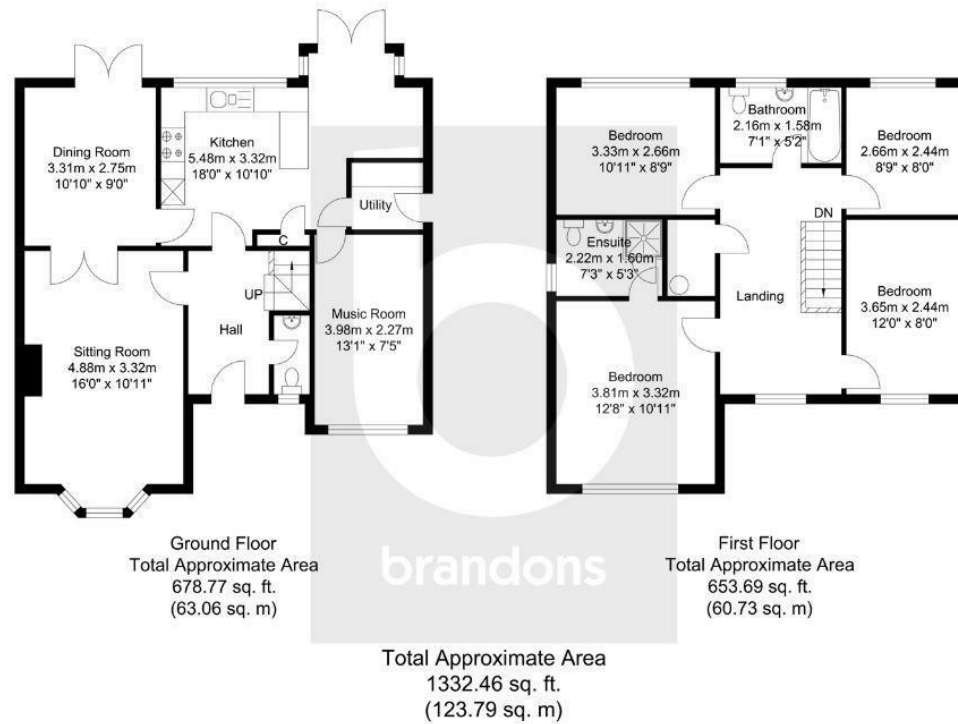 Dining Room
3.31m x 2.75m
10'10" x 9'0"
Kitchen
5.48m x 3.32m
18'0" x 10'10"
Utility
C
UP
Hall
Sitting Room
4.88m x 3.32m
16'0" x 10'11"
Music Room
3.98m x 2.27m
13'1" x 7'5"
Bedroom
3.33m x 2.66m
10'11" x 8'9"
Bathroom
2.16m x 1.58m
7'1" x 5'2"
Bedroom
2.66m x 2.44m
8'9" x 8'0"
DN
Ensuite
2.22m x 1.60m
7'3" x 5'3"
Landing
Bedroom
3.65m x 2.44m
12'0" x 8'0"
Bedroom
3.81m x 3.32m
12'8" x 10'11"
Ground Floor
Total Approximate Area
678.77 sq. ft.
(63.06 sq. m)
brandons
First Floor
Total Approximate Area
653.69 sq. ft.
(60.73 sq. m)
Total Approximate Area
1332.46 sq. ft.
(123.79 sq. m)